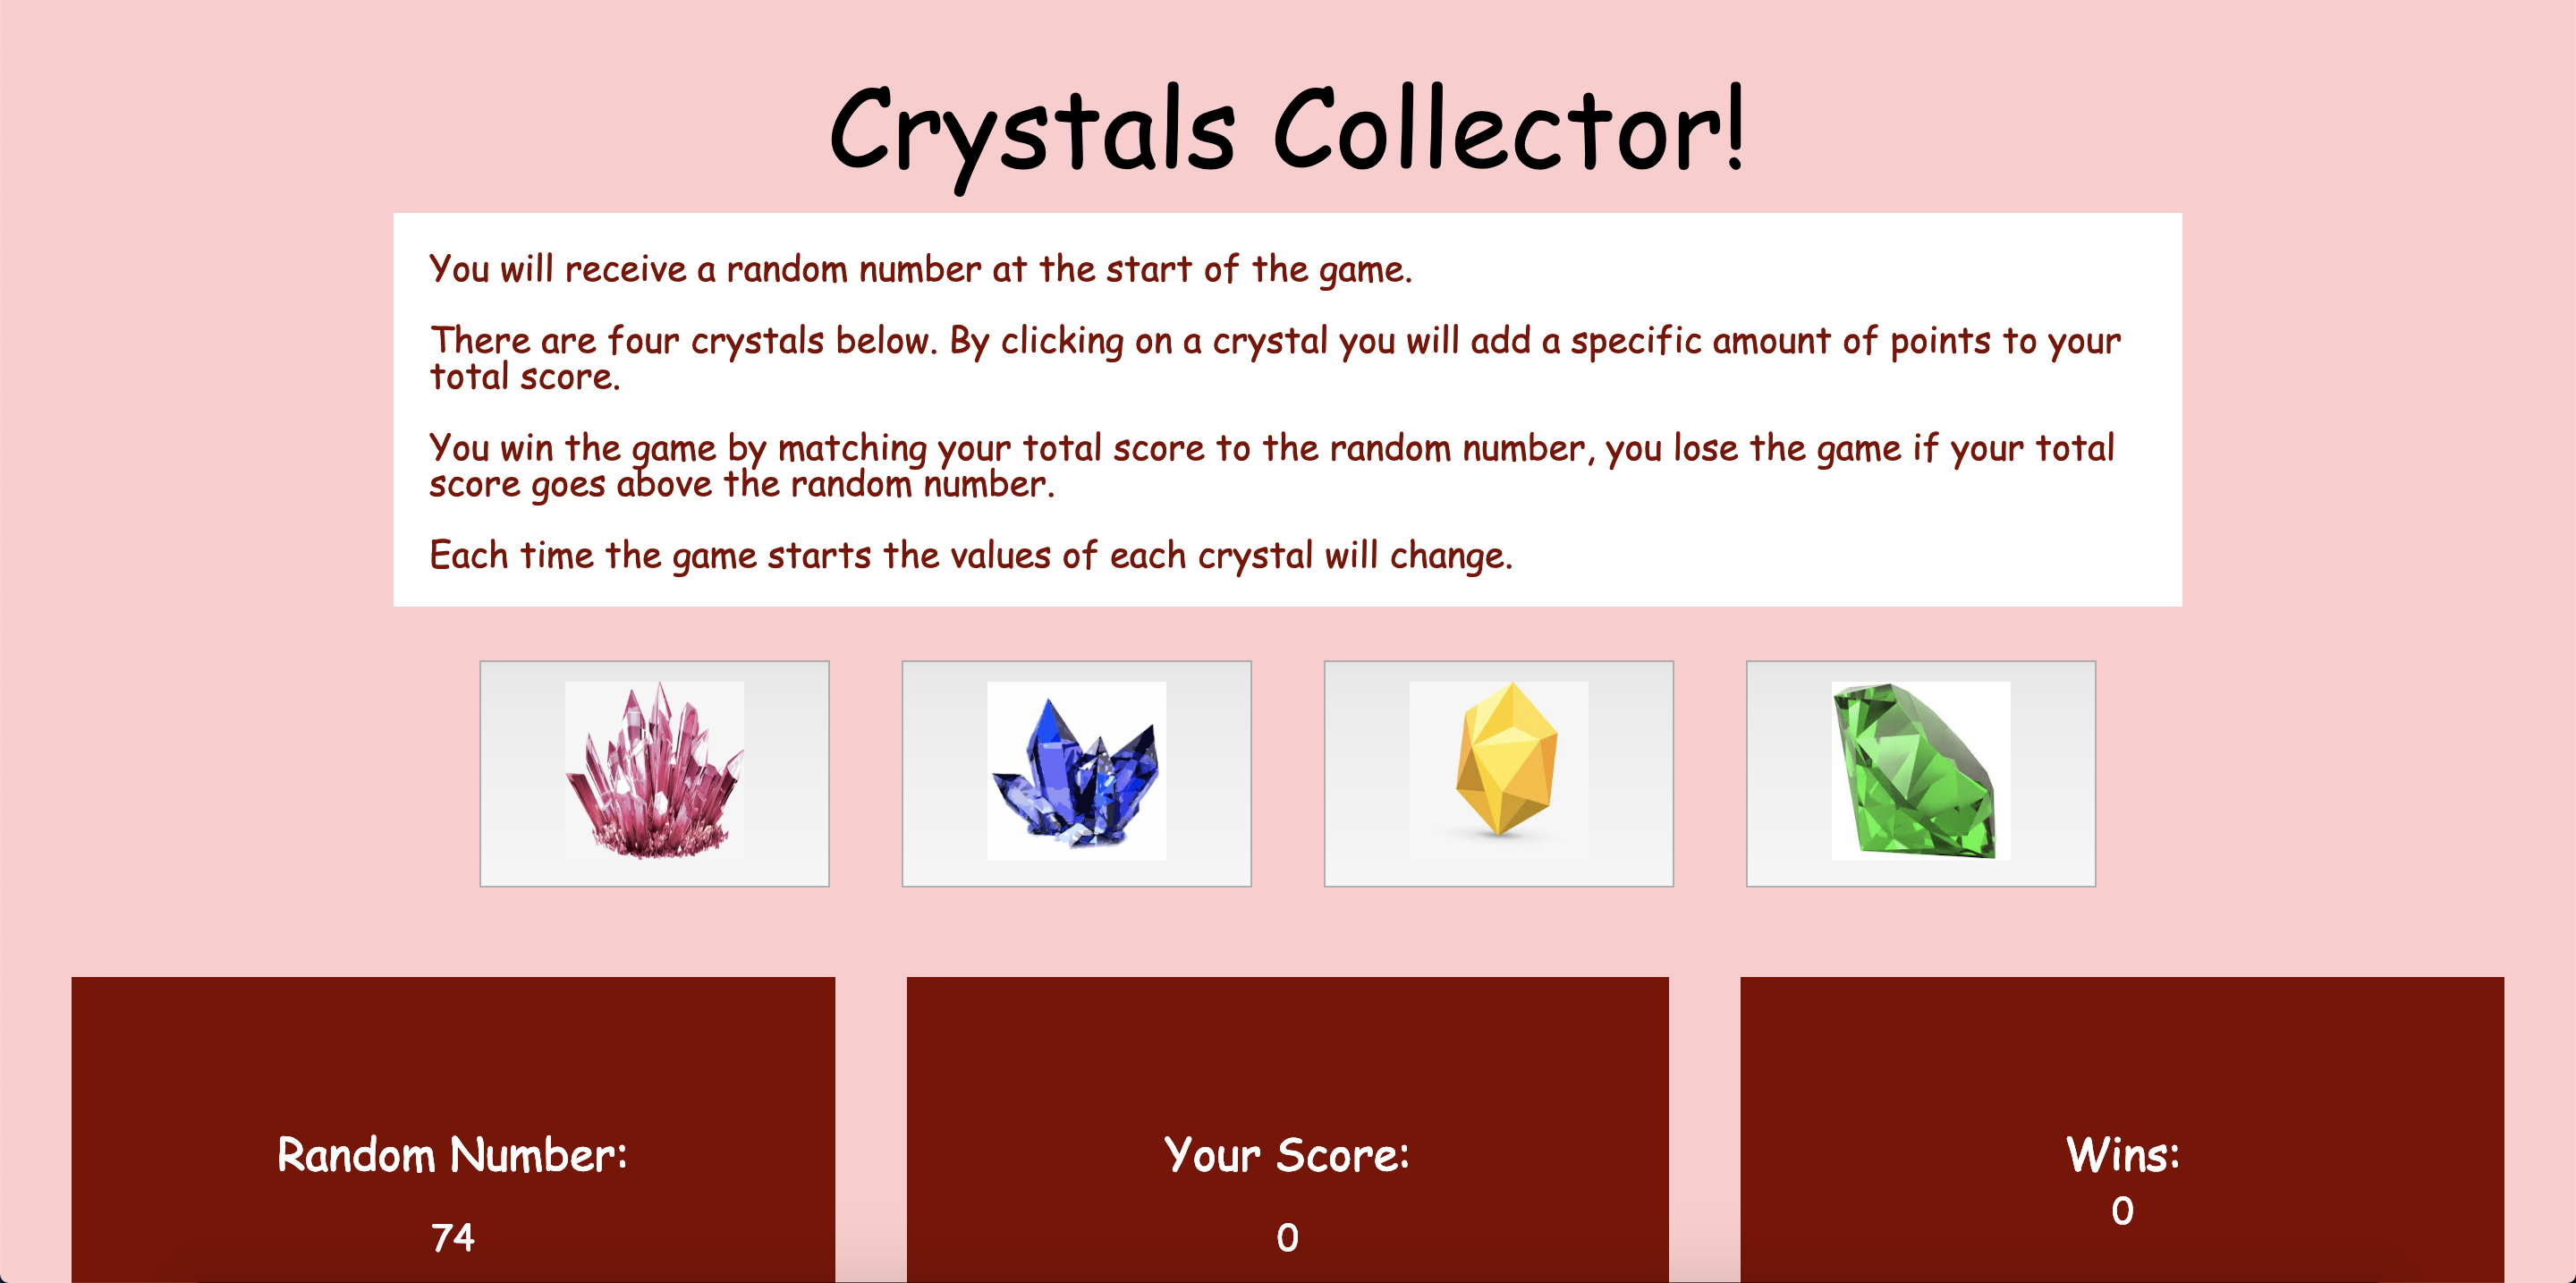 Crystals Collector!
You will receive a random number at the start of the game.
There are four crystals below. By clicking on a crystal you will add a specific amount of points to your
total score.
You win the game by matching your total score to the random number, you lose the game if your total
score goes above the random number.
Each time the game starts the values of each crystal will change.
Random Number:
74
Your Score:
0
Wins:
0